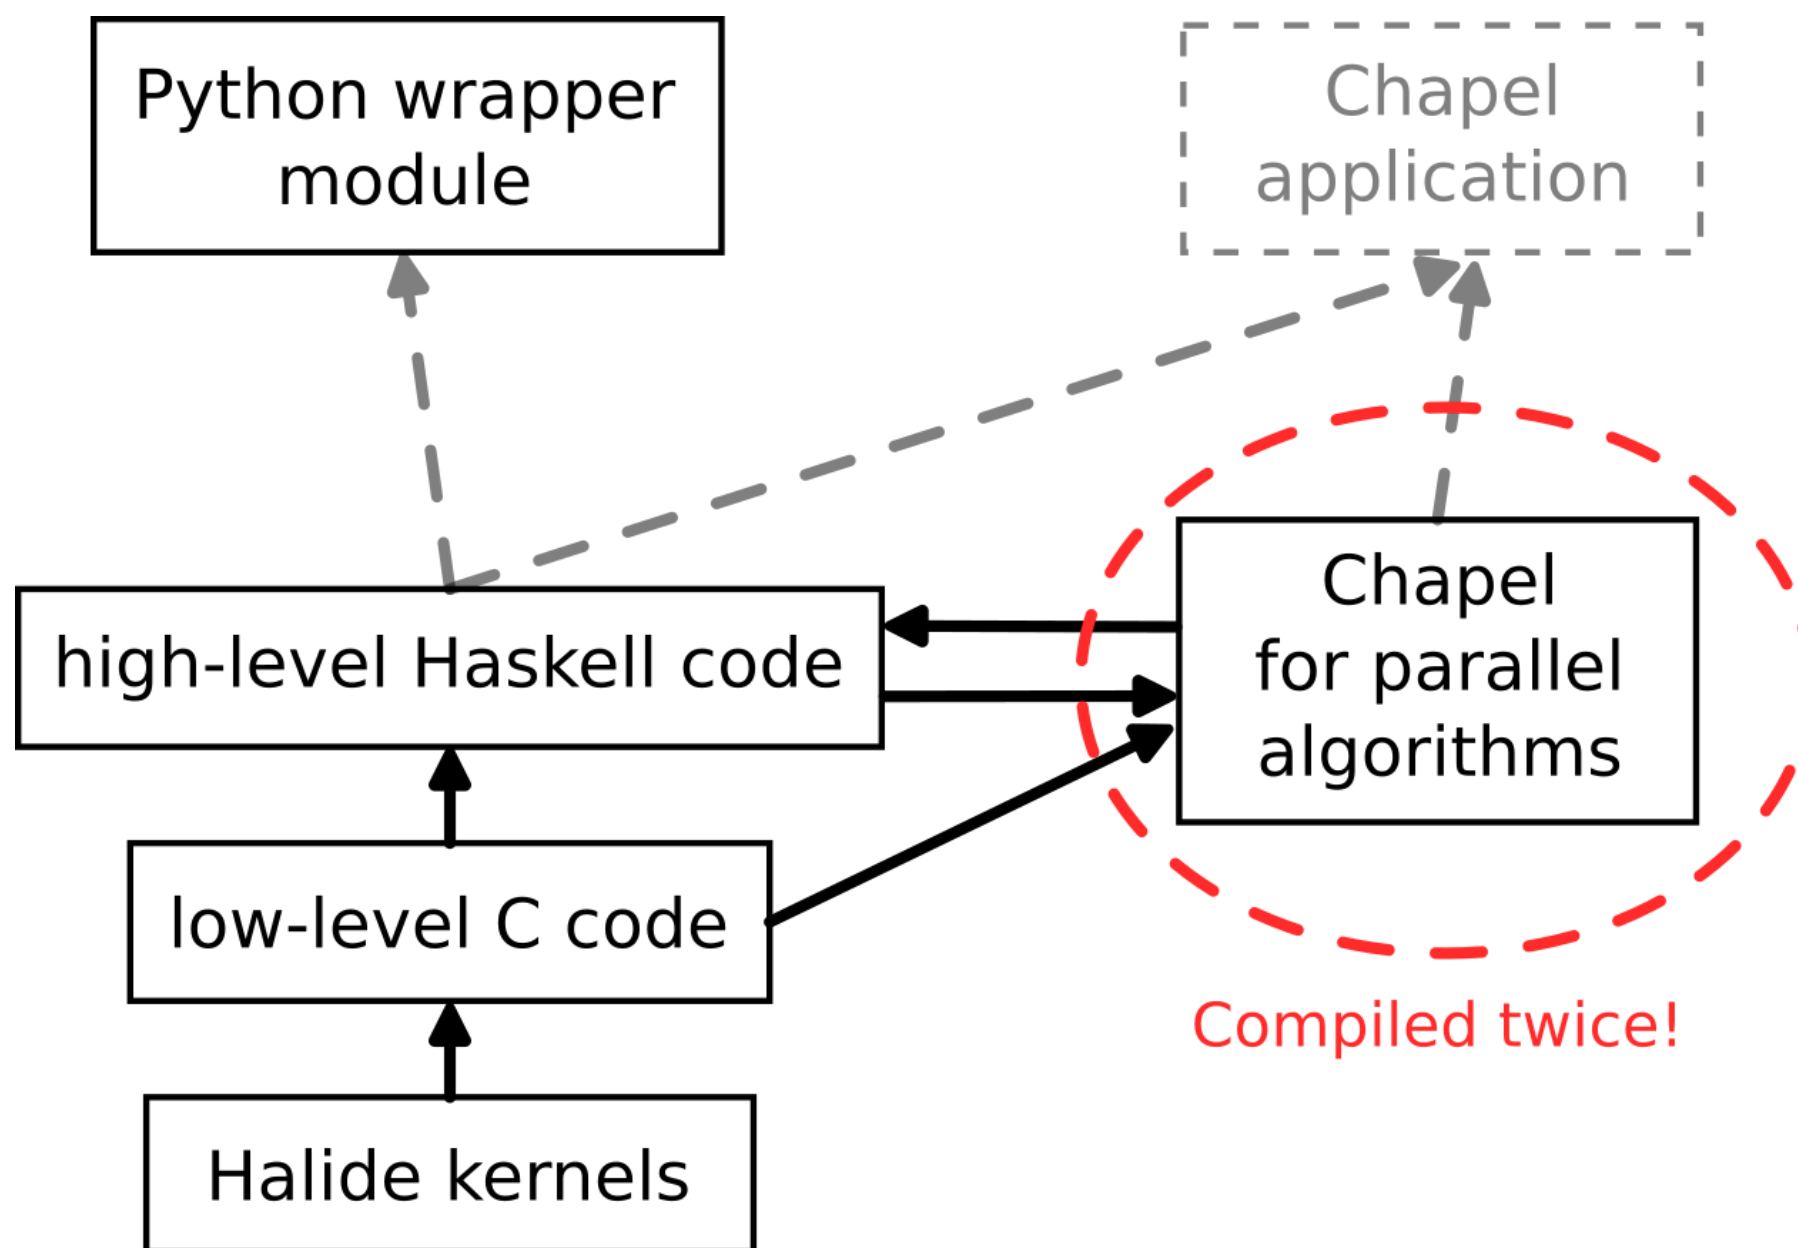 Python wrapper
module
Chapel
application
high-level Haskell code
Chapel
for parallel
algorithms
low-level C code
Compiled twice!
Halide kernels